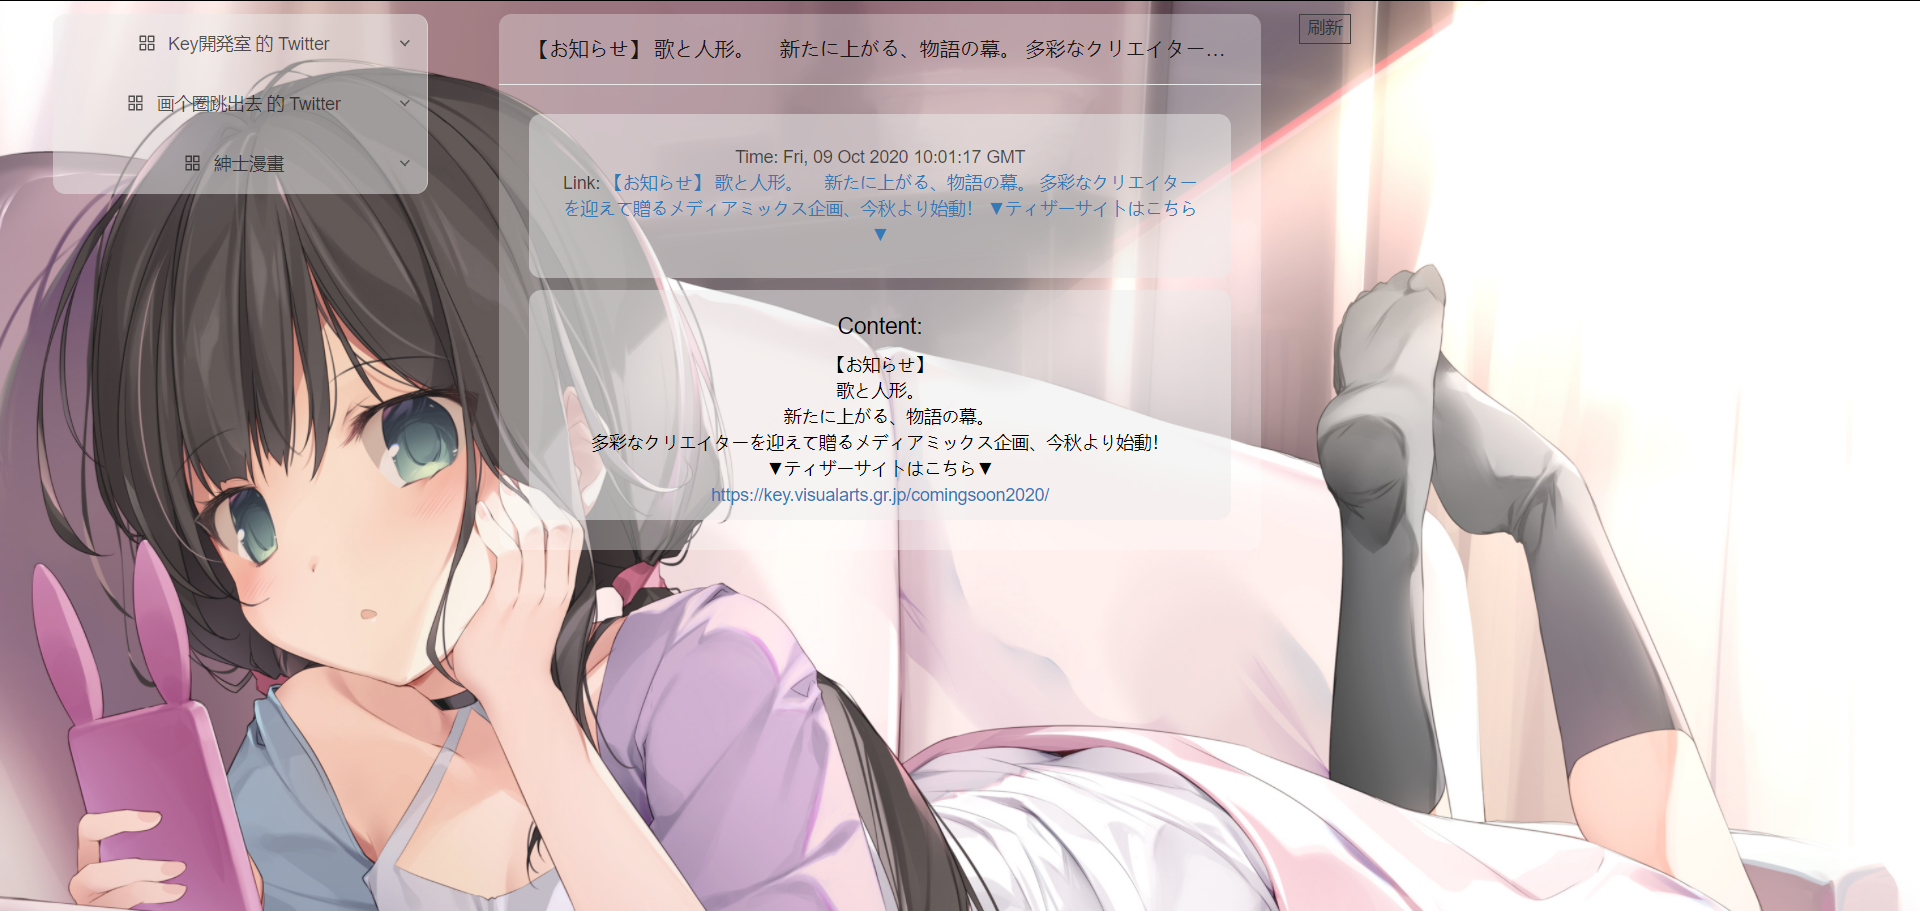 Key開発室 的 Twitter
画个圈跳出去 的 Twitter
紳士漫畫
【お知らせ】 歌と人形。　新たに上がる、物語の幕。 多彩なクリエイター…
Time: Fri, 09 Oct 2020 10:01:17 GMT
Link: 【お知らせ】 歌と人形。　新たに上がる、物語の幕。 多彩なクリエイター
を迎えて贈るメディアミックス企画、今秋より始動！ ▼ティザーサイトはこちら
▼
Content:
【お知らせ】
歌と人形。
新たに上がる、物語の幕。
多彩なクリエイターを迎えて贈るメディアミックス企画、今秋より始動！
▼ティザーサイトはこちら▼
https://key.visualarts.gr.jp/comingsoon2020/
刷新